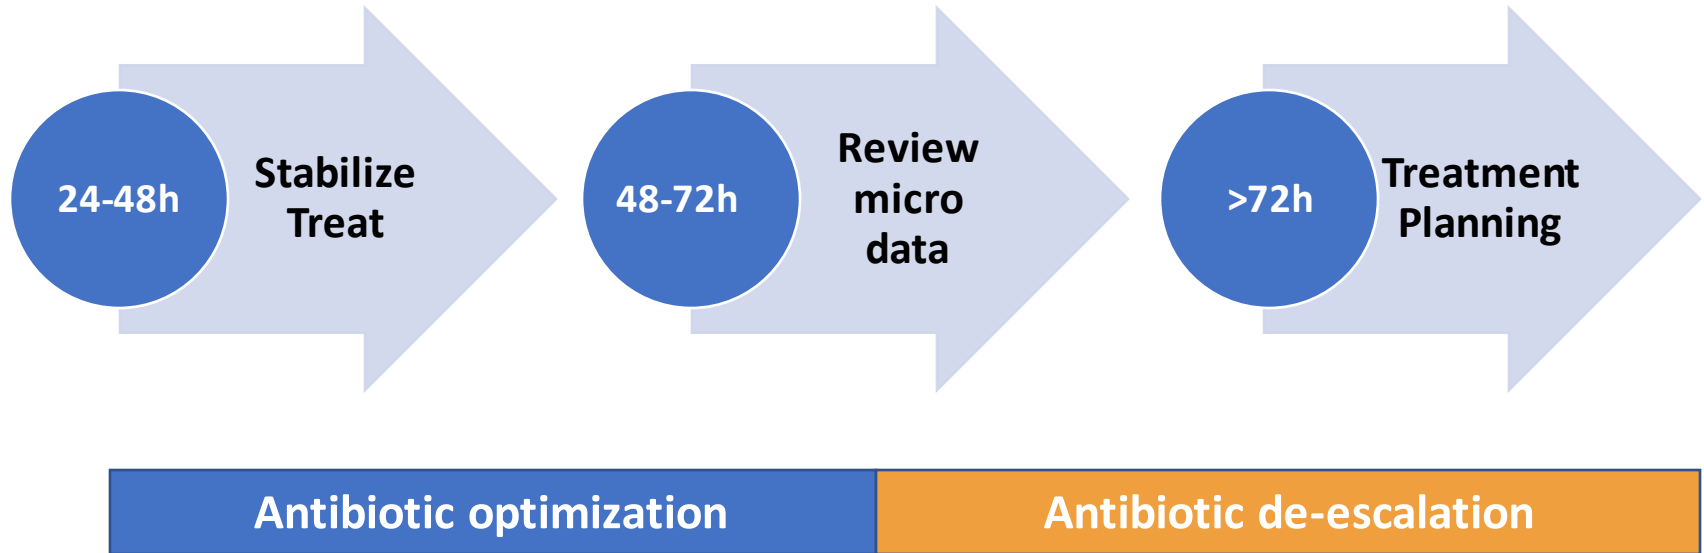 24-48h
Stabilize
Treat
48-72h
Review
micro
data
>72h
Treatment
Planning
Antibiotic optimization
Antibiotic de-escalation